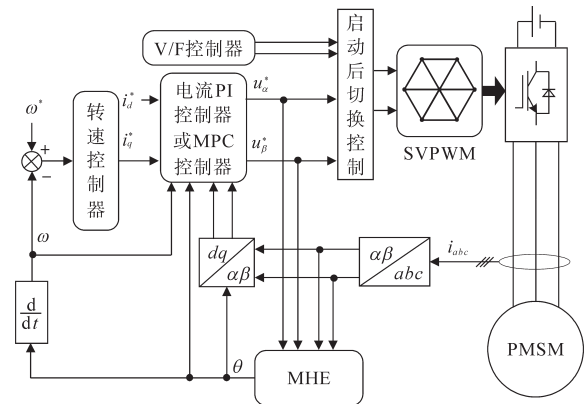 V/F控制器
启动后切换控制
SVPWM
ω*
+
−
转速控制器
i_d^*
i_q^*
电流PI
控制器
或MPC
控制器
u_α^*
u_β^*
ω
dq
αβ
αβ
abc
i_abc
d
dt
θ
MHE
PMSM